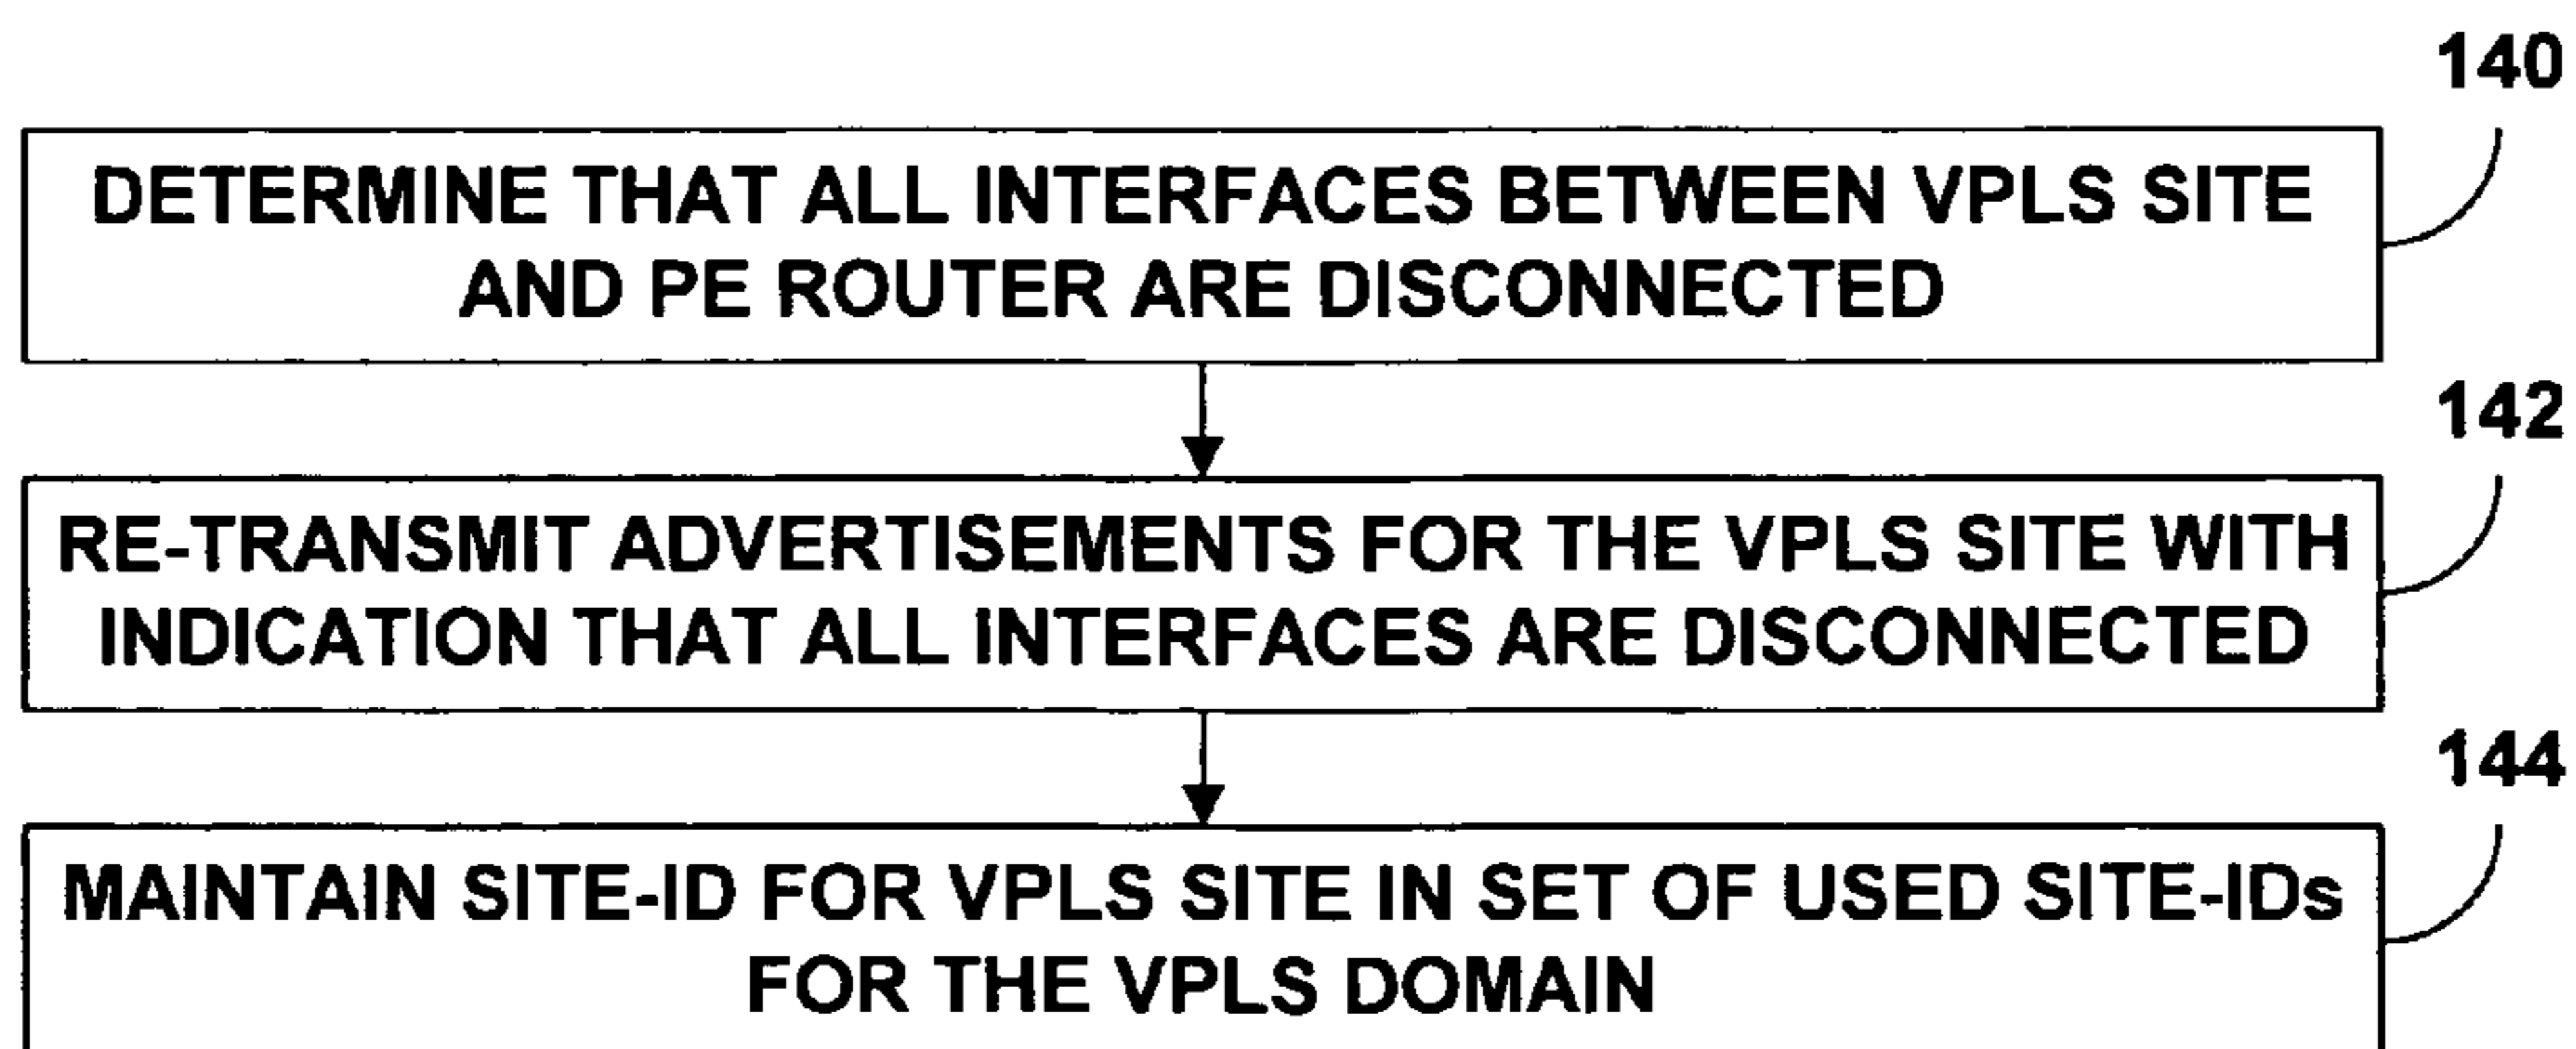 140
DETERMINE THAT ALL INTERFACES BETWEEN VPLS SITE
AND PE ROUTER ARE DISCONNECTED
142
RE-TRANSMIT ADVERTISEMENTS FOR THE VPLS SITE WITH
INDICATION THAT ALL INTERFACES ARE DISCONNECTED
144
MAINTAIN SITE-ID FOR VPLS SITE IN SET OF USED SITE-IDs
FOR THE VPLS DOMAIN